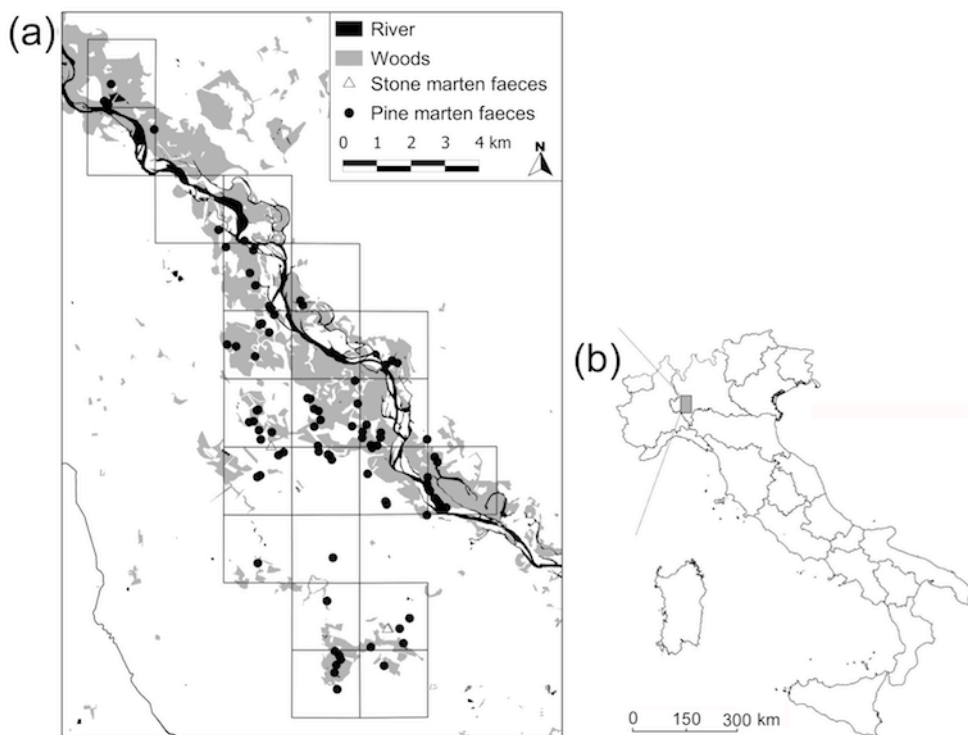 (a)
River
Woods
Stone marten faeces
Pine marten faeces
0 1 2 3 4 km
N
(b)
0 150 300 km